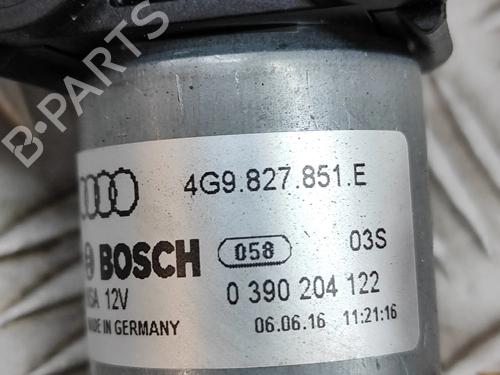 B-PARTS
4G9.827.851.E
BOSCH 058 03S
12V 0 390 204 122
MADE IN GERMANY 06.06.16 11:21:16